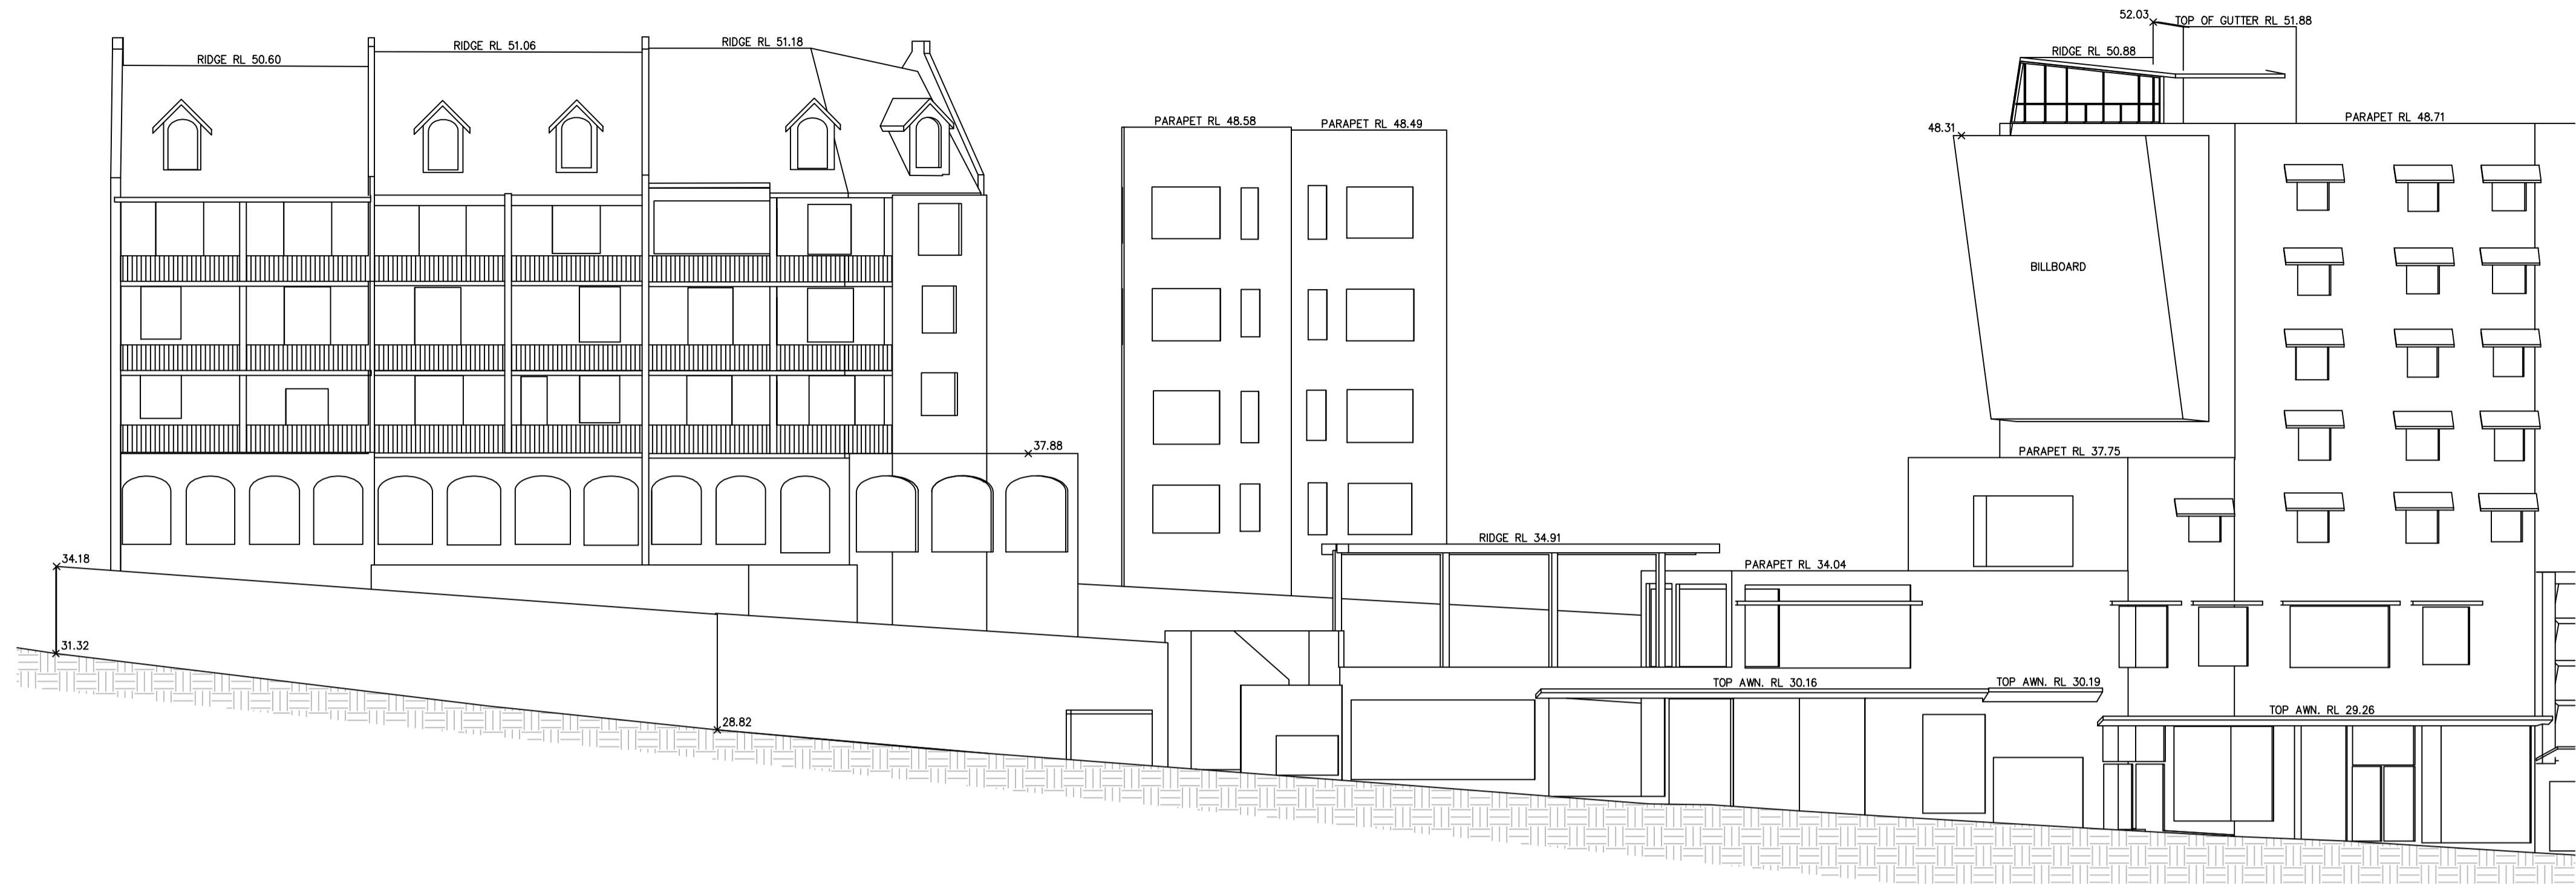 52.03
TOP OF GUTTER RL 51.88
RIDGE RL 51.18
RIDGE RL 51.06
RIDGE RL 50.88
RIDGE RL 50.60
PARAPET RL 48.71
PARAPET RL 48.58
PARAPET RL 48.49
48.31
BILLBOARD
37.88
PARAPET RL 37.75
RIDGE RL 34.91
34.18
PARAPET RL 34.04
31.32
TOP AWN. RL 30.16
TOP AWN. RL 30.19
TOP AWN. RL 29.26
28.82